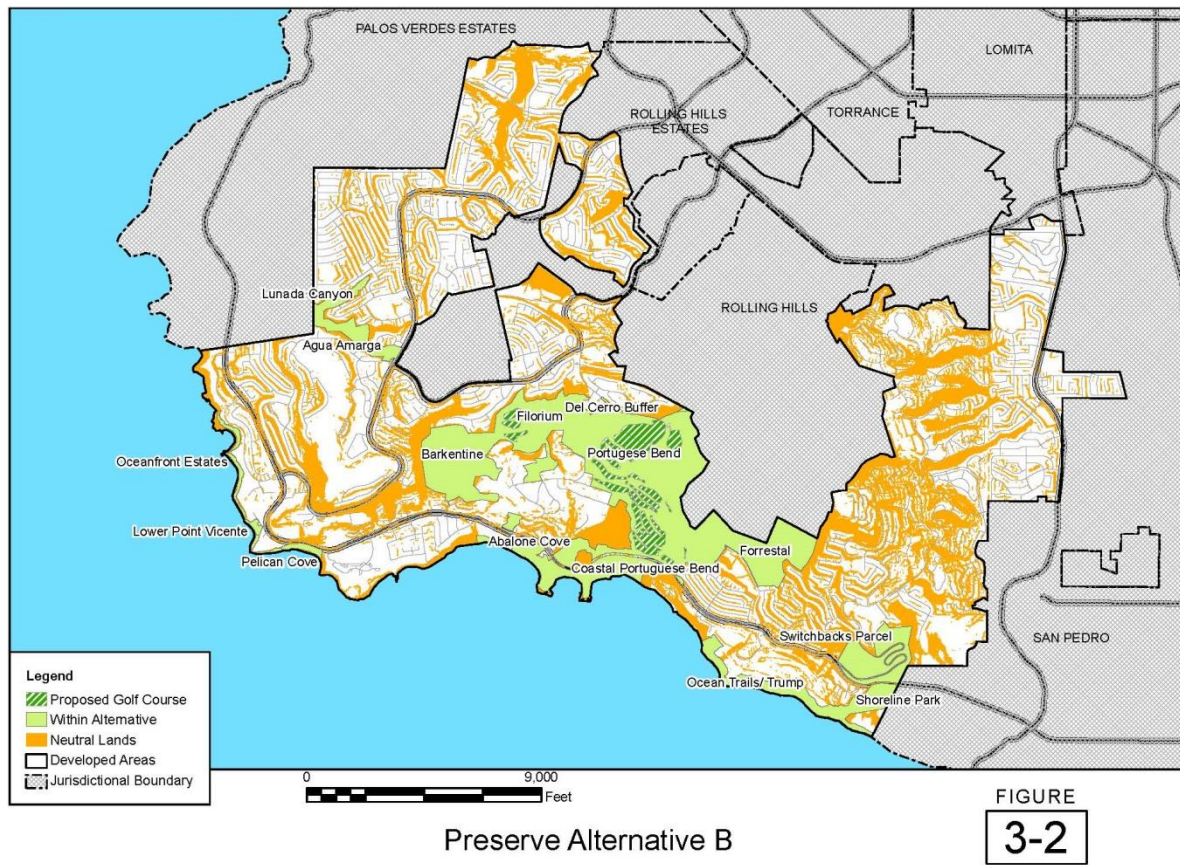 PALOS VERDES ESTATES
LOMITA
ROLLING HILLS
ESTATES
TORRANCE
Lunada Canyon
ROLLING HILLS
Agua Amarga
Filorium
Del Cerro Buffer
Barkentine
Portugese Bend
Oceanfront Estates
Lower Point Vicente
Abalone Cove
Forrestal
Pelican Cove
Coastal Portuguese Bend
Switchbacks Parcel
SAN PEDRO
Ocean Trails/ Trump
Shoreline Park
Legend
Proposed Golf Course
Within Alternative
Neutral Lands
Developed Areas
Jurisdictional Boundary
0
9,000
Feet
FIGURE
3-2
Preserve Alternative B